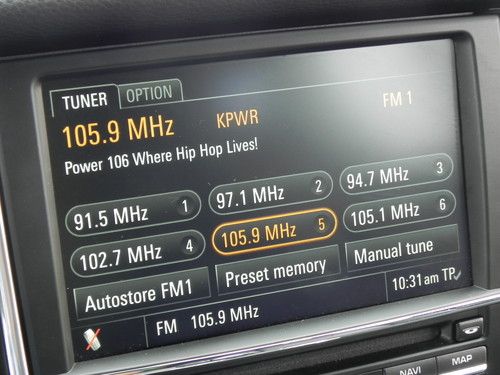 TUNER OPTION
105.9 MHz KPWR FM 1
Power 106 Where Hip Hop Lives!
91.5 MHz 1 97.1 MHz 2 94.7 MHz 3
102.7 MHz 4 105.9 MHz 5 105.1 MHz 6
Autostore FM1 Preset memory Manual tune
10:31 am TP
FM 105.9 MHz
NAVI MAP